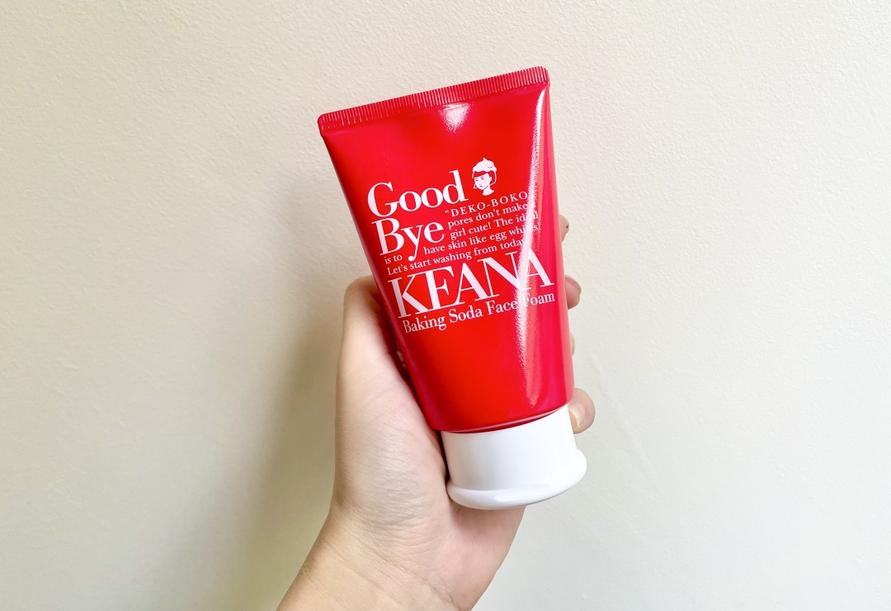 Good
Bye
"DEKO-BOKO"
pores don't make
girl cute! The ideal
is to have skin like egg whites!
Let's start washing from today
KEANA
Baking Soda Face Foam